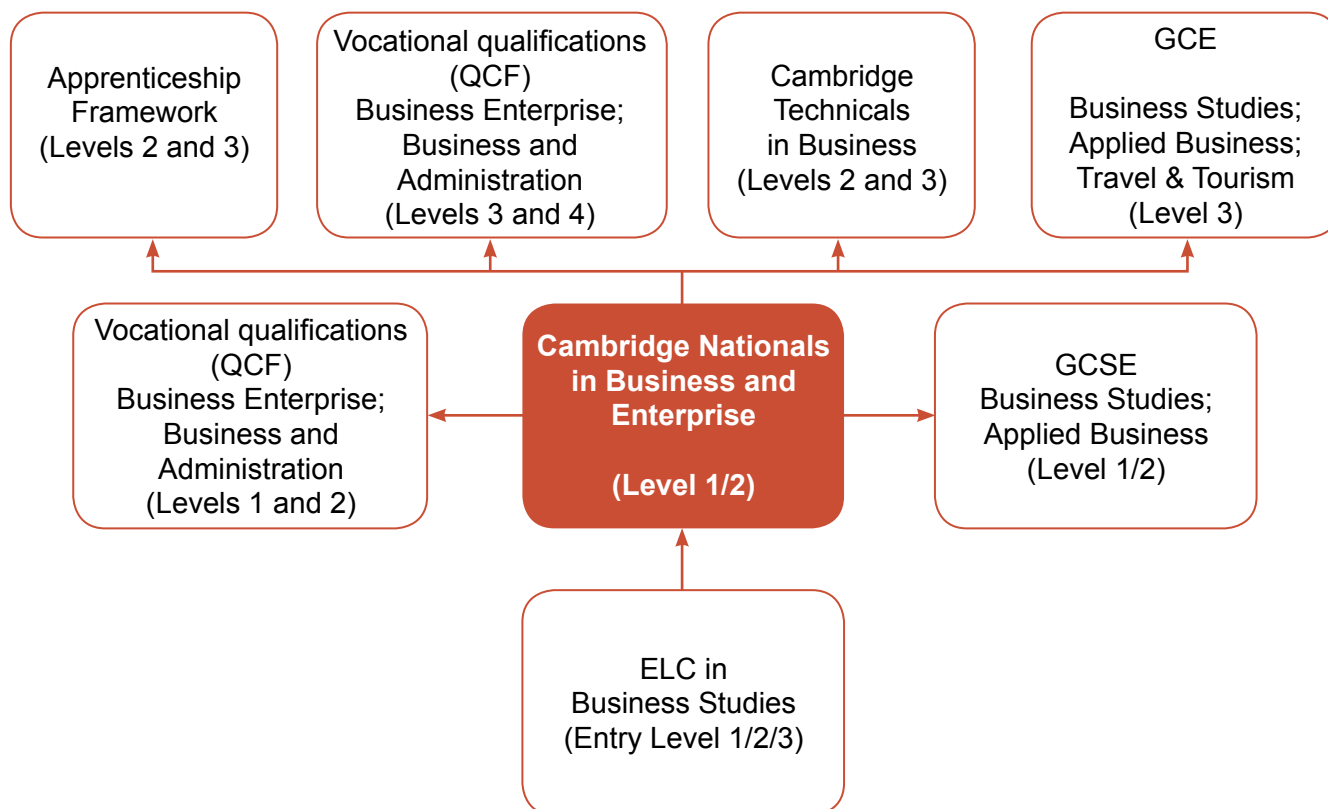 Apprenticeship
Framework
(Levels 2 and 3)
Vocational qualifications
(QCF)
Business Enterprise;
Business and
Administration
(Levels 3 and 4)
Cambridge
Technicals
in Business
(Levels 2 and 3)
GCE
Business Studies;
Applied Business;
Travel & Tourism
(Level 3)
Vocational qualifications
(QCF)
Business Enterprise;
Business and
Administration
(Levels 1 and 2)
Cambridge Nationals
in Business and
Enterprise
(Level 1/2)
GCSE
Business Studies;
Applied Business
(Level 1/2)
ELC in
Business Studies
(Entry Level 1/2/3)